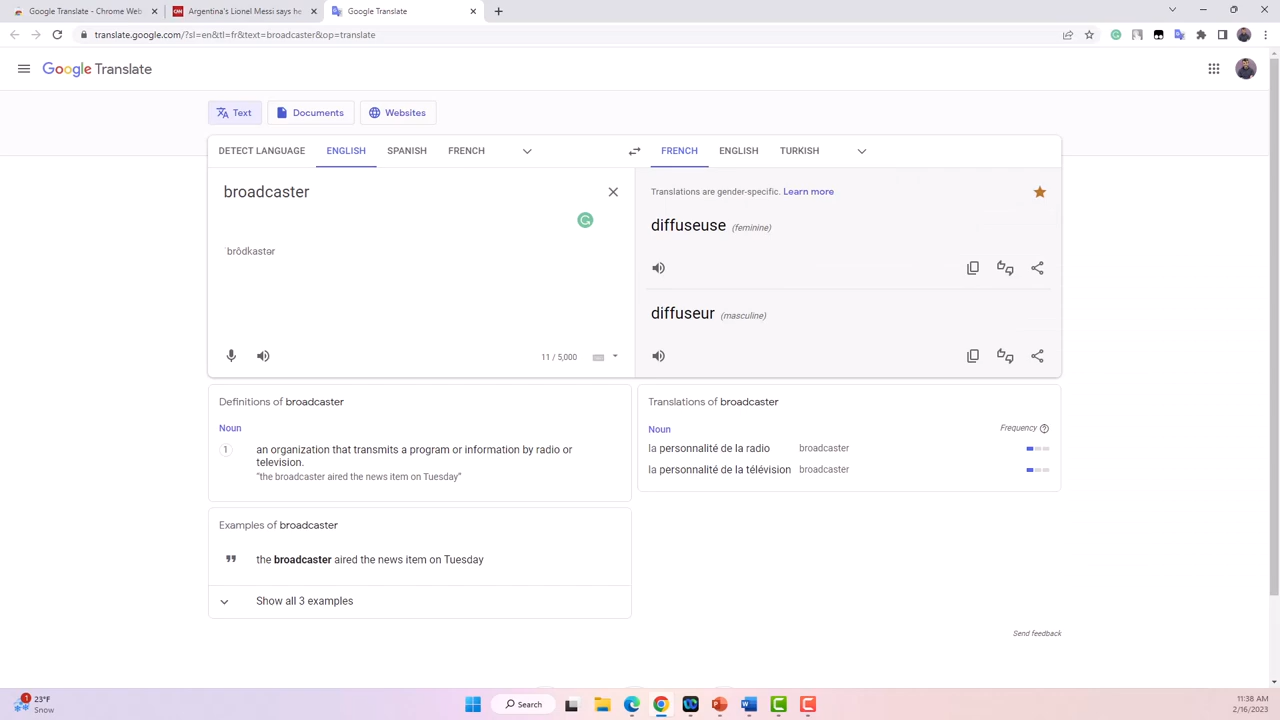 Google Translate - Chrome Web
Argentina's Lionel Messi says he
Google Translate
translate.google.com/?sl=en&tl=fr&text=broadcaster&op=translate
Google Translate
Text
Documents
Websites
DETECT LANGUAGE
ENGLISH
SPANISH
FRENCH
FRENCH
ENGLISH
TURKISH
broadcaster
Translations are gender-specific. Learn more
diffuseuse (feminine)
ˈbrôdkastər
diffuseur (masculine)
11 / 5,000
Definitions of broadcaster
Noun
1
an organization that transmits a program or information by radio or
television.
“the broadcaster aired the news item on Tuesday”
Translations of broadcaster
Noun
Frequency
la personnalité de la radio broadcaster
la personnalité de la télévision broadcaster
Examples of broadcaster
the broadcaster aired the news item on Tuesday
Show all 3 examples
Send feedback
1
23°F
Snow
Search
11:38 AM
2/16/2023